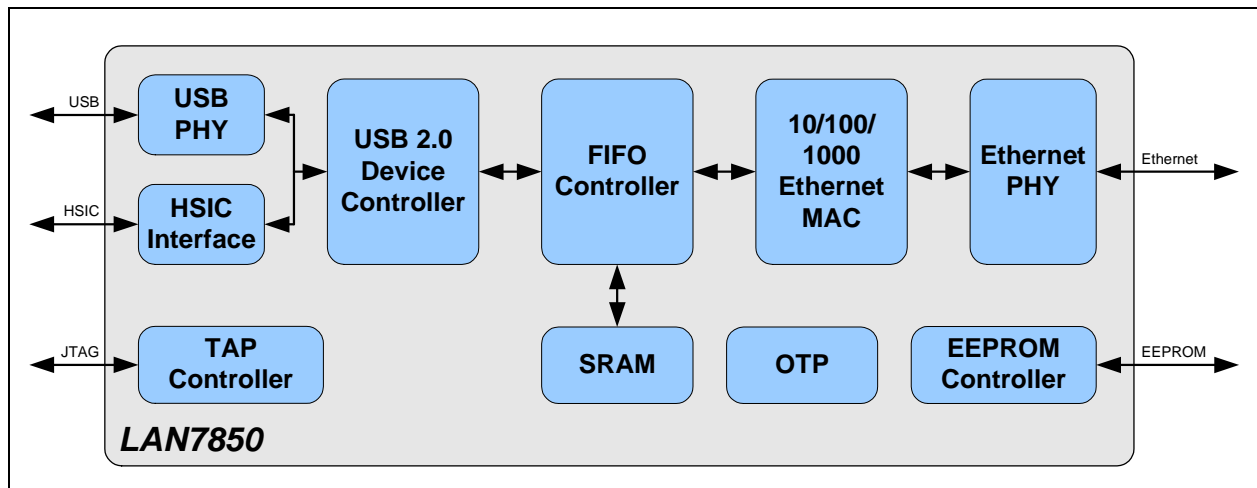 USB
USB
PHY
HSIC
HSIC
Interface
USB 2.0
Device
Controller
FIFO
Controller
10/100/
1000
Ethernet
MAC
Ethernet
PHY
Ethernet
JTAG
TAP
Controller
SRAM
OTP
EEPROM
Controller
EEPROM
LAN7850